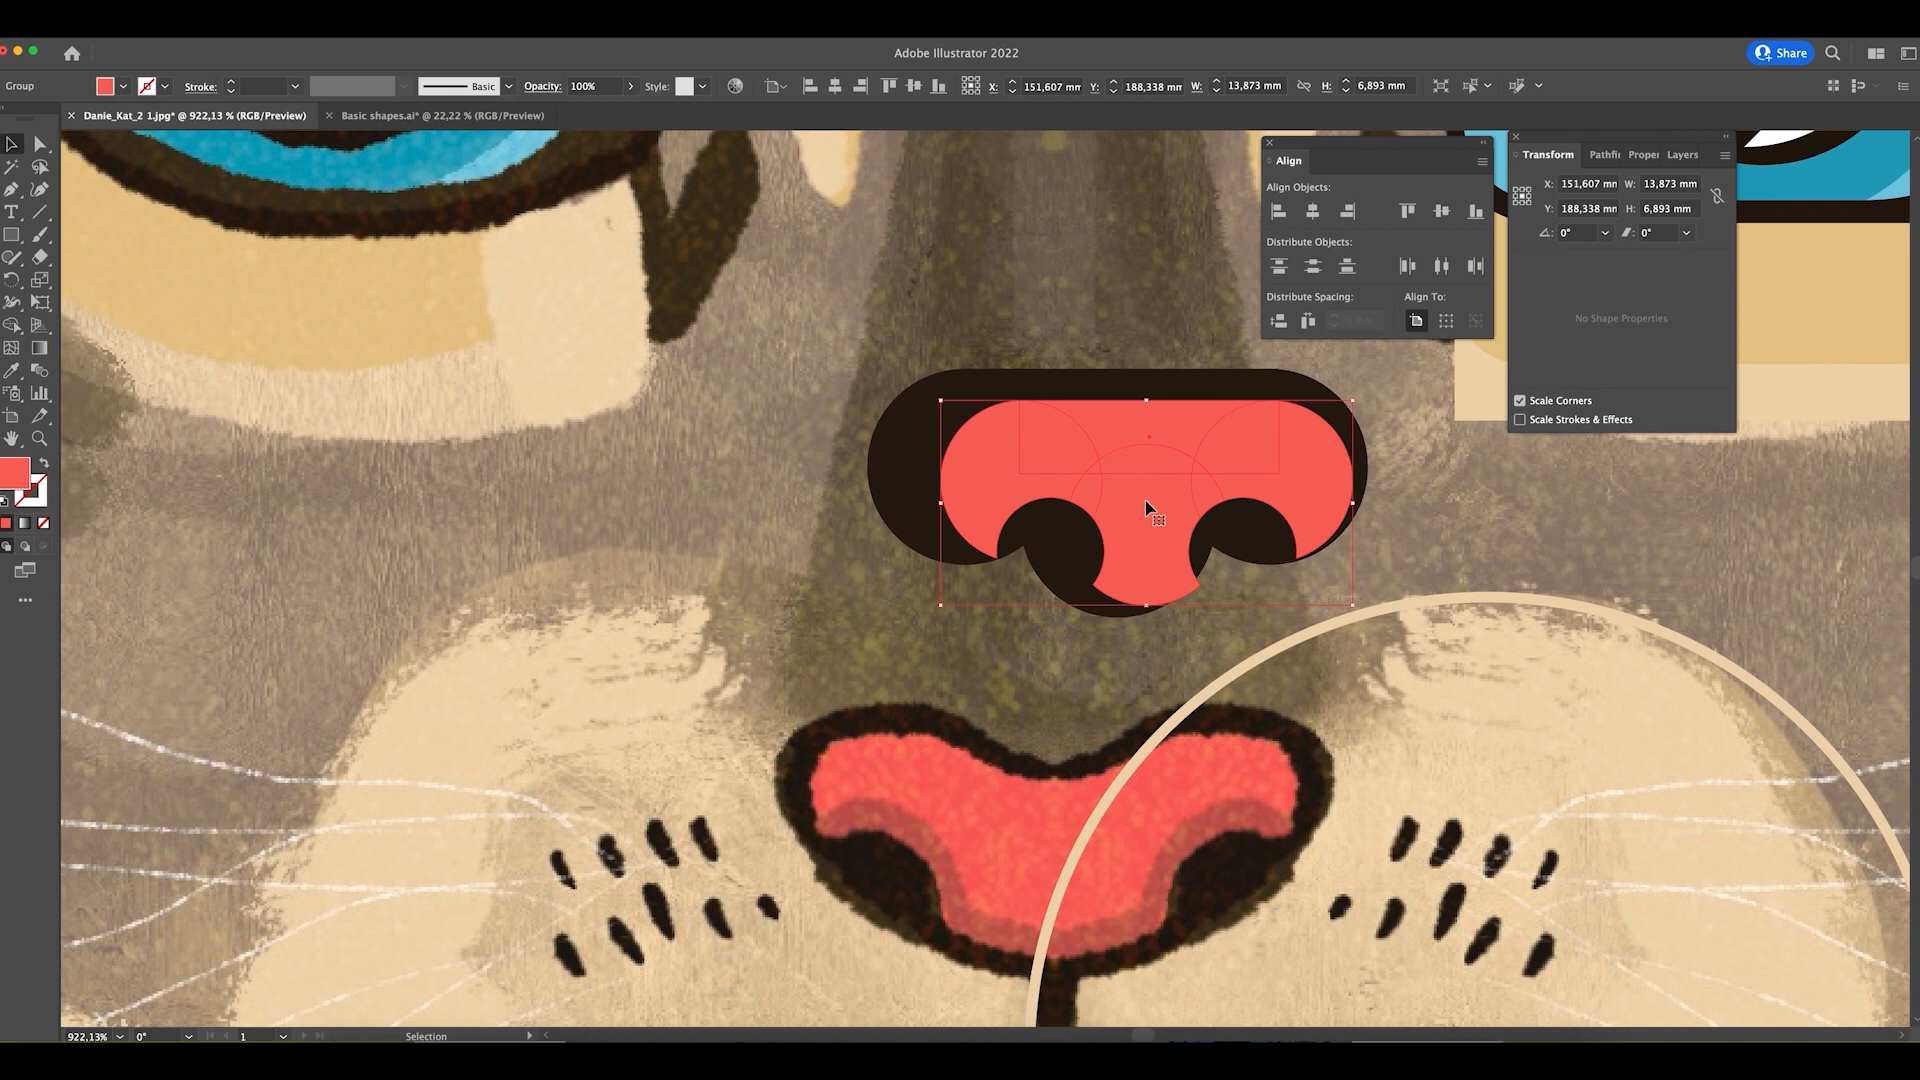 Adobe Illustrator 2022
Share
Group
Stroke:
Basic
Opacity: 100%
Style:
X: 151,607 mm Y: 188,338 mm W: 13,873 mm H: 6,893 mm
Danie_Kat_2 1.jpg* @ 922,13 % (RGB/Preview)
Basic shapes.ai* @ 22,22 % (RGB/Preview)
Align
Align Objects:
Distribute Objects:
Distribute Spacing:
Align To:
Transform Pathfi Proper Layers
X: 151,607 mm W: 13,873 mm
Y: 188,338 mm H: 6,893 mm
0° 0°
No Shape Properties
Scale Corners
Scale Strokes & Effects
922,13% 0° 1 Selection